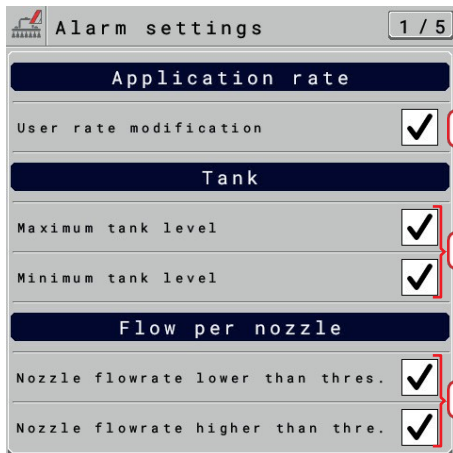 Alarm settings 1 / 5
Application rate
User rate modification
Tank
Maximum tank level
Minimum tank level
Flow per nozzle
Nozzle flowrate lower than thres.
Nozzle flowrate higher than thre.